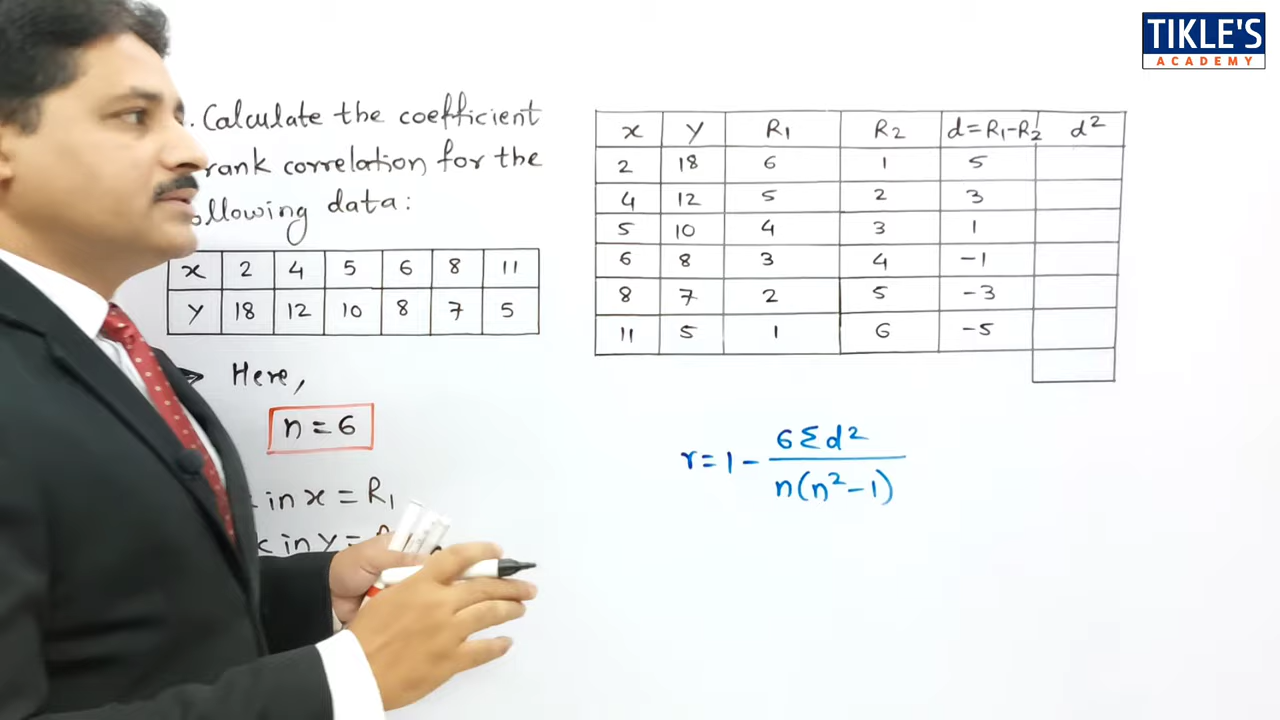 TIKLE'S
ACADEMY
. Calculate the coefficient
rank correlation, for the
ollowing data:
x 2 4 5 6 8 11
y 18 12 10 8 7 5
Here,
n = 6
in x = R₁
in y =
x y R₁ R₂ d=R₁-R₂ d²
2 18 6 1 5
4 12 5 2 3
5 10 4 3 1
6 8 3 4 -1
8 7 2 5 -3
11 5 1 6 -5
r = 1 - 6Σd² / n(n²-1)